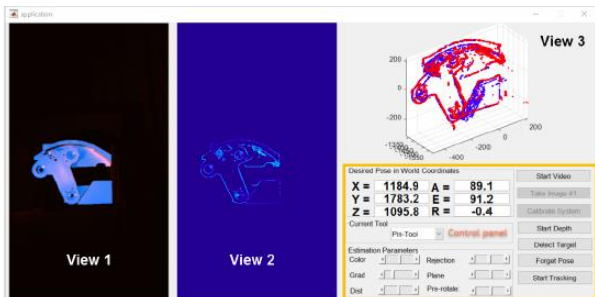 application
View 1
View 2
View 3
200
0
-200
-1350
-1550
-400
-200
0
200
Desired Pose in World Coordinates
X = 1184.9 A = 89.1
Y = 1783.2 E = 91.2
Z = 1095.8 R = -0.4
Current Tool
Pin-Tool
Control panel
Estimation Parameters
Color Rejection
Grad Plane
Dist Pre-rotate
Start Video
Take Image #1
Calibrate System
Start Depth
Detect Target
Forget Pose
Start Tracking